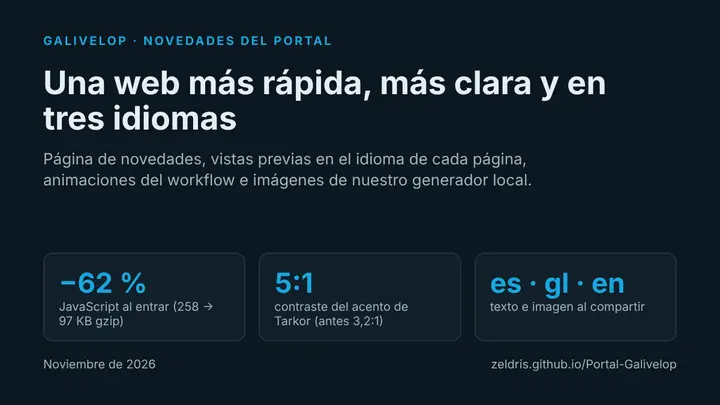 GALIVELOP · NOVEDADES DEL PORTAL
Una web más rápida, más clara y en
tres idiomas
Página de novedades, vistas previas en el idioma de cada página,
animaciones del workflow e imágenes de nuestro generador local.
−62 %
JavaScript al entrar (258 →
97 KB gzip)
5:1
contraste del acento de
Tarkor (antes 3,2:1)
es · gl · en
texto e imagen al compartir
Noviembre de 2026
zeldris.github.io/Portal-Galivelop